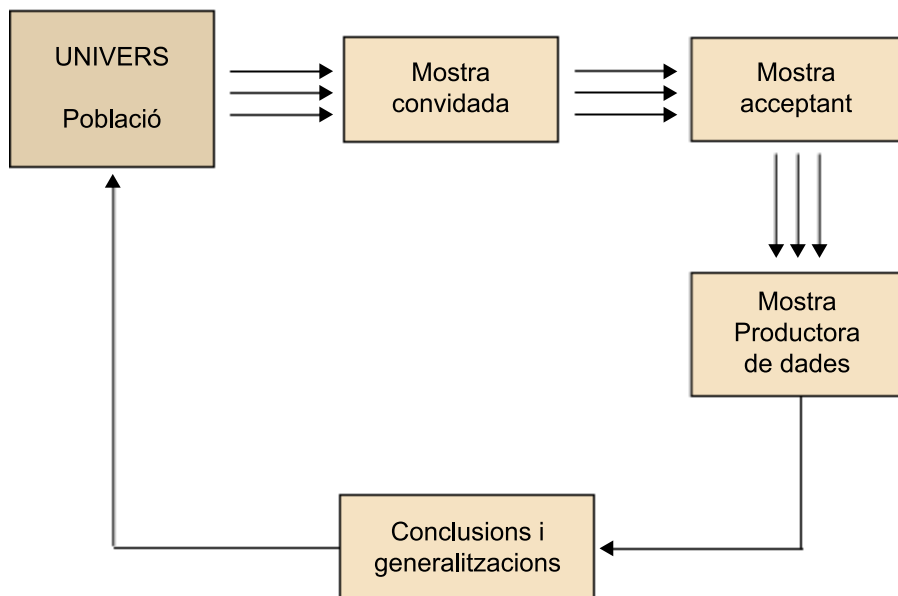 UNIVERS
Població
Mostra
convidada
Mostra
acceptant
Mostra
Productora
de dades
Conclusions i
generalitzacions